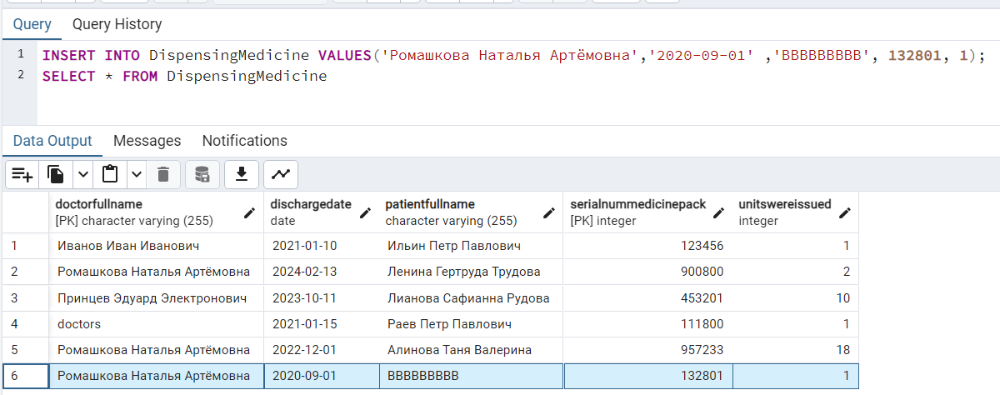 Query Query History
1 INSERT INTO DispensingMedicine VALUES('Ромашкова Наталья Артёмовна','2020-09-01' ,'ВВВВВВВВВ', 132801, 1);
2 SELECT * FROM DispensingMedicine
Data Output Messages Notifications
doctorfullname dischargedate patientfullname serialnummedicinepack unitswereissued
[PK] character varying (255) date character varying (255) [PK] integer integer
1 Иванов Иван Иванович 2021-01-10 Ильин Петр Павлович 123456 1
2 Ромашкова Наталья Артёмовна 2024-02-13 Ленина Гертруда Трудова 900800 2
3 Принцев Эдуард Электронович 2023-10-11 Лианова Сафианна Рудова 453201 10
4 doctors 2021-01-15 Раев Петр Павлович 111800 1
5 Ромашкова Наталья Артёмовна 2022-12-01 Алинова Таня Валерина 957233 18
6 Ромашкова Наталья Артёмовна 2020-09-01 ВВВВВВВВВ 132801 1